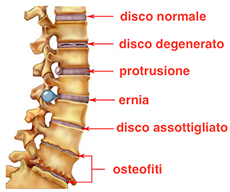 disco normale
disco degenerato
protrusione
ernia
disco assottigliato
osteofiti